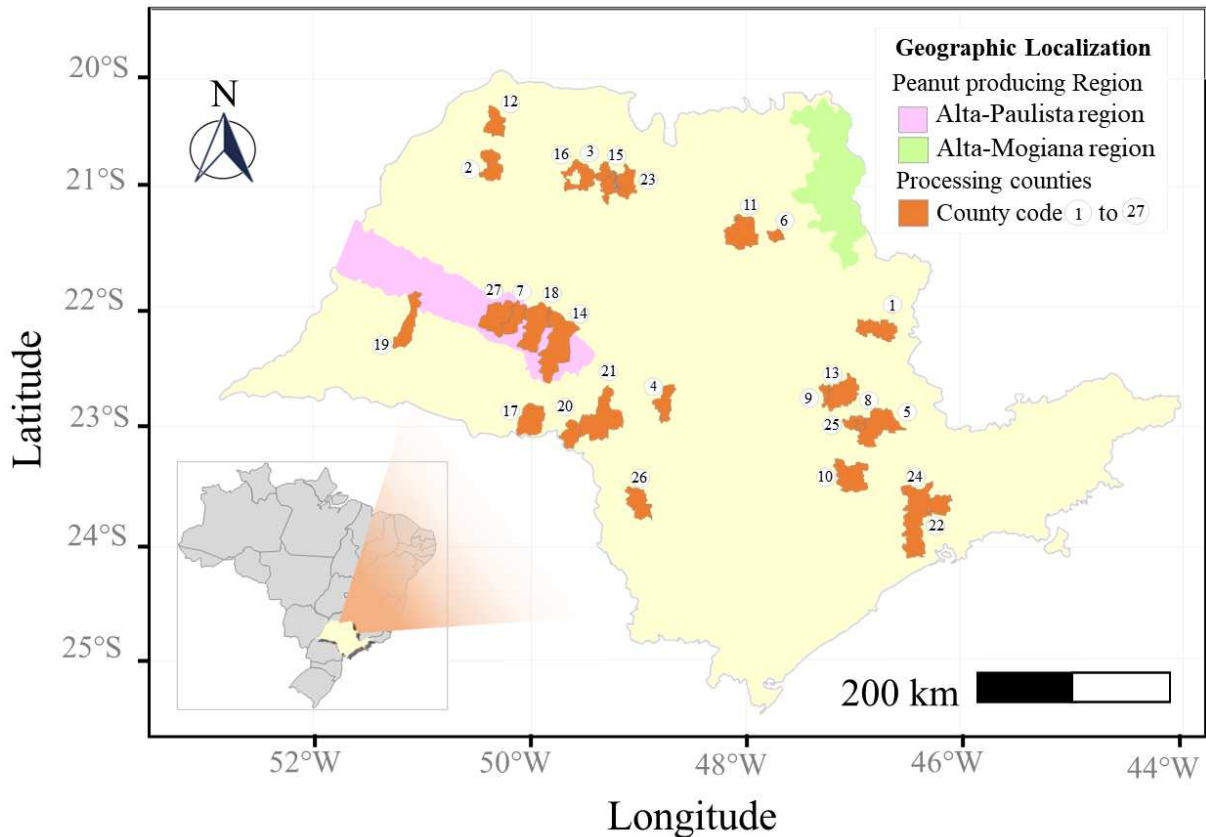 20°S
21°S
22°S
23°S
24°S
25°S
Latitude
N
Geographic Localization
Peanut producing Region
Alta-Paulista region
Alta-Mogiana region
Processing counties
County code 1 to 27
12
2
16
3
15
23
11
6
27
7
18
14
19
1
21
4
17
20
13
9
8
5
25
10
26
24
22
200 km
52°W
50°W
48°W
46°W
44°W
Longitude